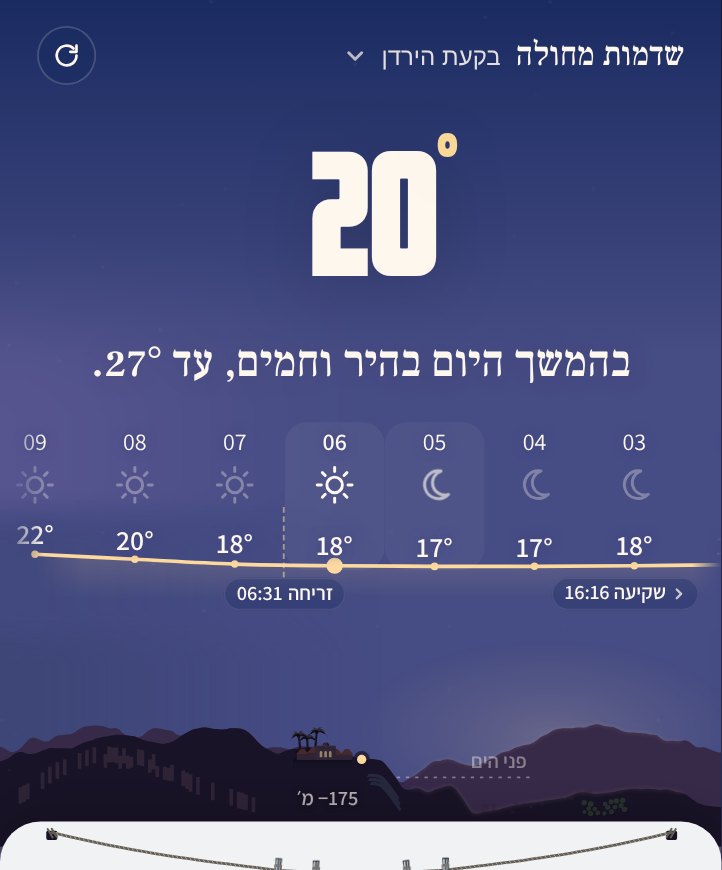 שדמות מחולה בקעת הירדן
20°
בהמשך היום בהיר וחמים, עד 27°.
03 04 05 06 07 08 09
18° 17° 17° 18° 18° 20° 22°
שקיעה 16:16 זריחה 06:31
פני הים
−175 מ׳